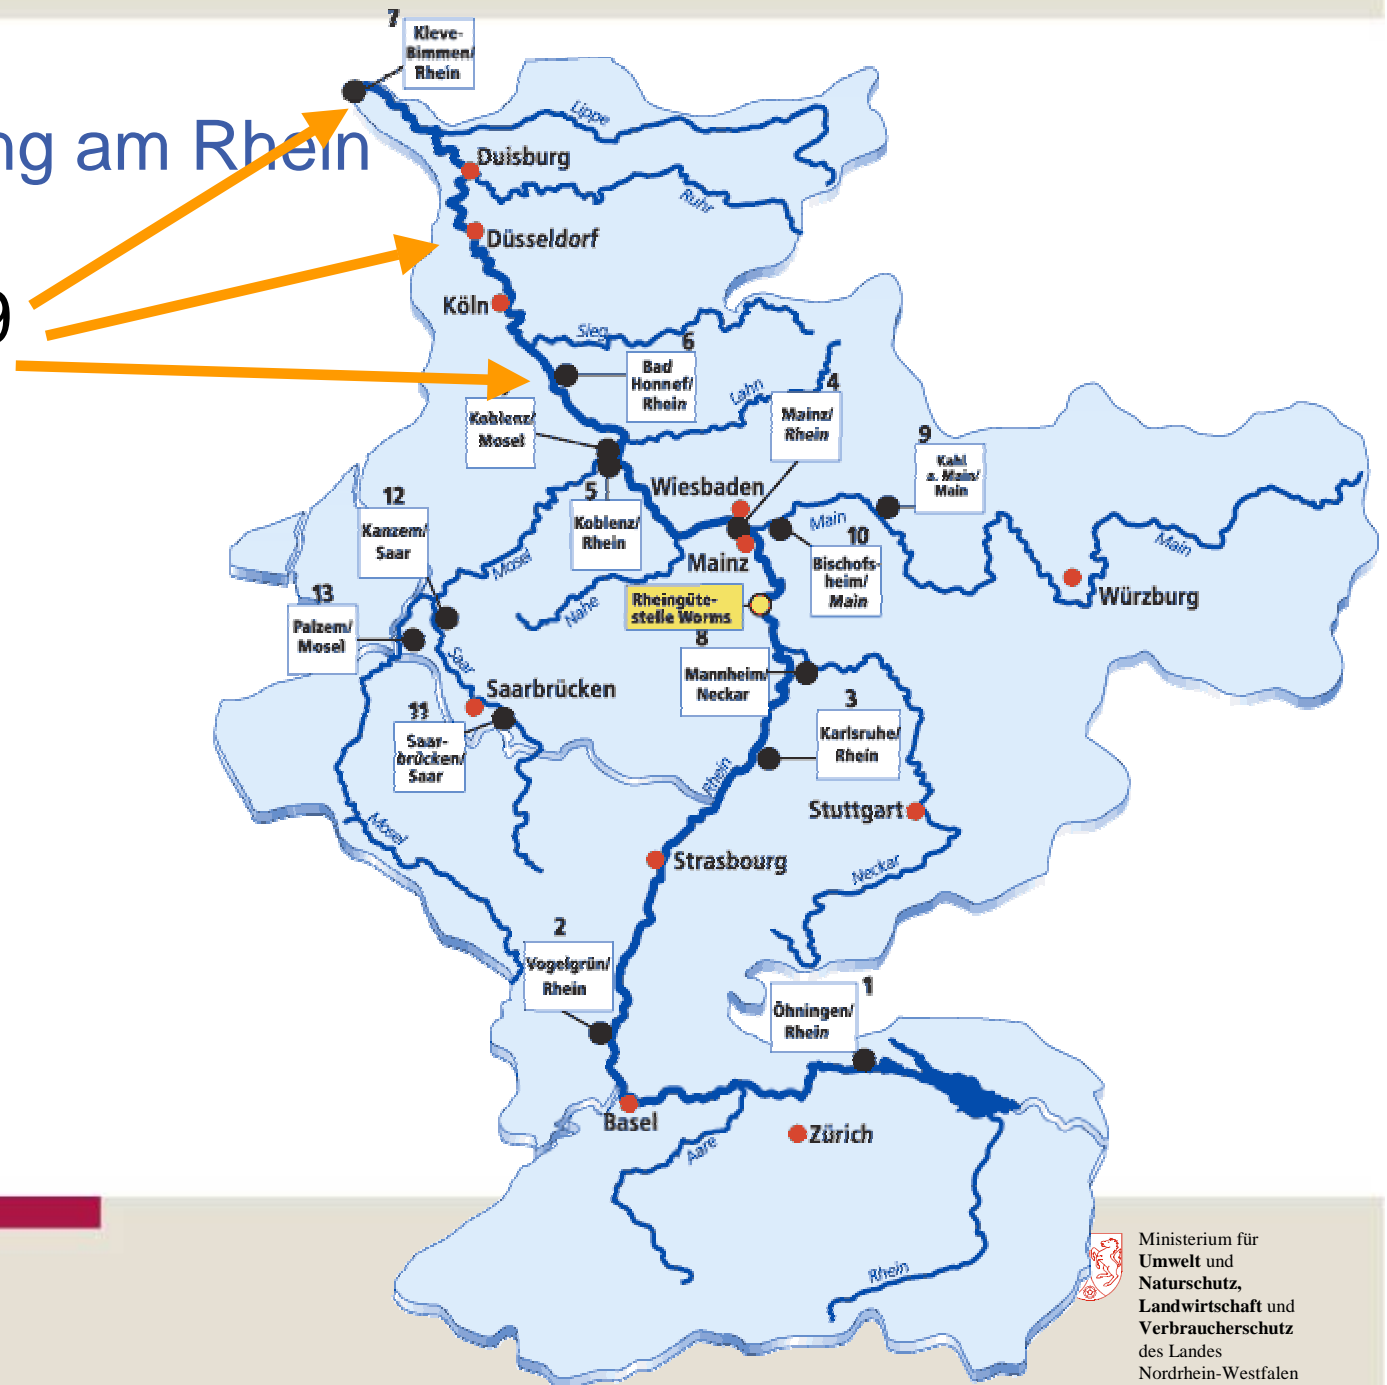 7
Kleve-
Bimmen/
Rhein
ng am Rhein
Lippe
Duisburg
Ruhr
Düsseldorf
9
Köln
Sieg
6
Bad
Honnef/
Rhein
Lahn
4
Mainz/
Rhein
Koblenz/
Mosel
9
Kahl
a. Main/
Main
12
Kanzem/
Saar
5
Koblenz/
Rhein
Wiesbaden
Main
10
Bischofs-
heim/
Main
Main
Mosel
Mainz
Nahe
Rheingüte-
stelle Worms
Würzburg
13
Palzem/
Mosel
8
Mannheim/
Neckar
Saar
Saarbrücken
11
Saar-
brücken/
Saar
3
Karlsruhe/
Rhein
Rhein
Stuttgart
Mosel
Strasbourg
Neckar
2
Vogelgrün/
Rhein
1
Öhningen/
Rhein
Basel
Zürich
Aare
Rhein
Ministerium für
Umwelt und
Naturschutz,
Landwirtschaft und
Verbraucherschutz
des Landes
Nordrhein-Westfalen